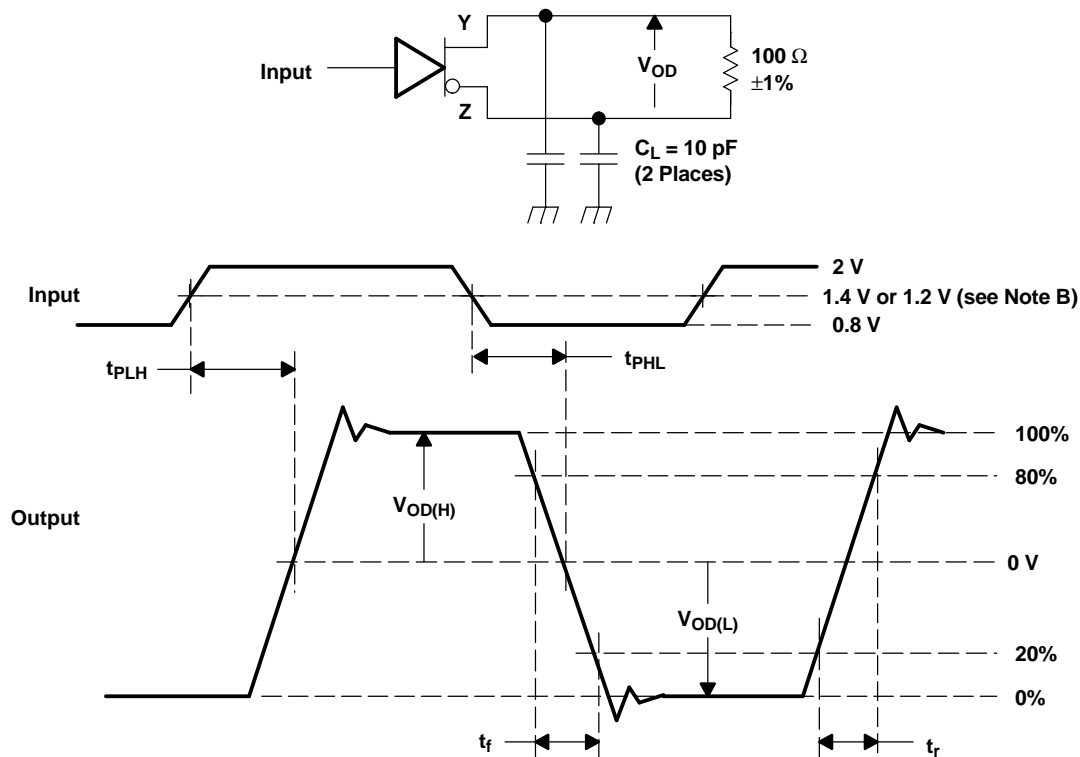 Y
Input
Z
VOD
100 Ω
±1%
CL = 10 pF
(2 Places)
Input
2 V
1.4 V or 1.2 V (see Note B)
0.8 V
tPLH
tPHL
Output
VOD(H)
VOD(L)
100%
80%
0 V
20%
0%
tf
tr